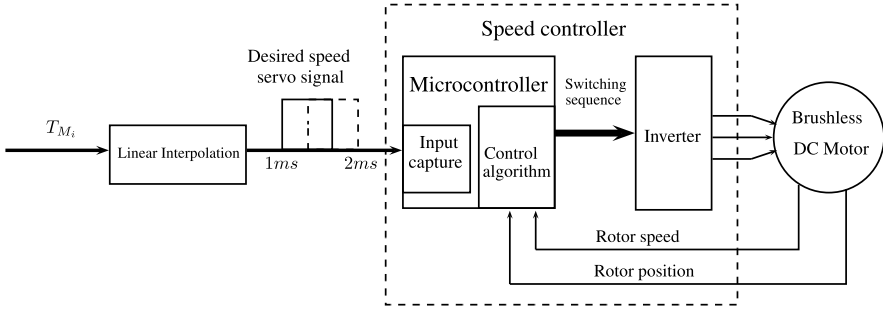 Speed controller
Desired speed
servo signal
Microcontroller
Switching
sequence
T_{M_i}
Linear Interpolation
1ms
2ms
Input
capture
Control
algorithm
Inverter
Brushless
DC Motor
Rotor speed
Rotor position